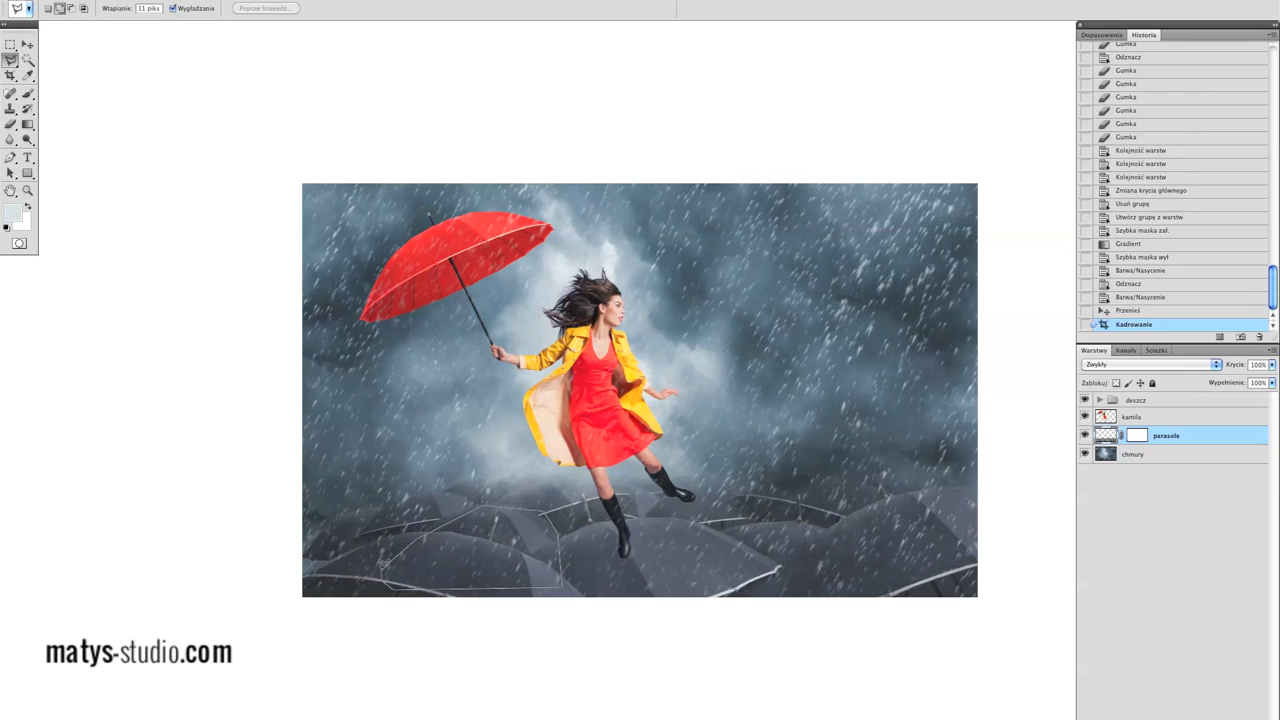 Wtapianie: 11 piks Wygładzanie Popraw krawędź...
Dopasowania Historia
Gumka
Odznacz
Gumka
Gumka
Gumka
Gumka
Gumka
Gumka
Kolejność warstw
Kolejność warstw
Kolejność warstw
Zmiana krycia głównego
Usuń grupę
Utwórz grupę z warstw
Szybka maska zał.
Gradient
Szybka maska wył
Barwa/Nasycenie
Odznacz
Barwa/Nasycenie
Przenieś
Kadrowanie
Warstwy Kanały Ścieżki
Zwykły Krycie: 100%
Zablokuj: Wypełnienie: 100%
deszcz
kamila
parasole
chmury
matys-studio.com